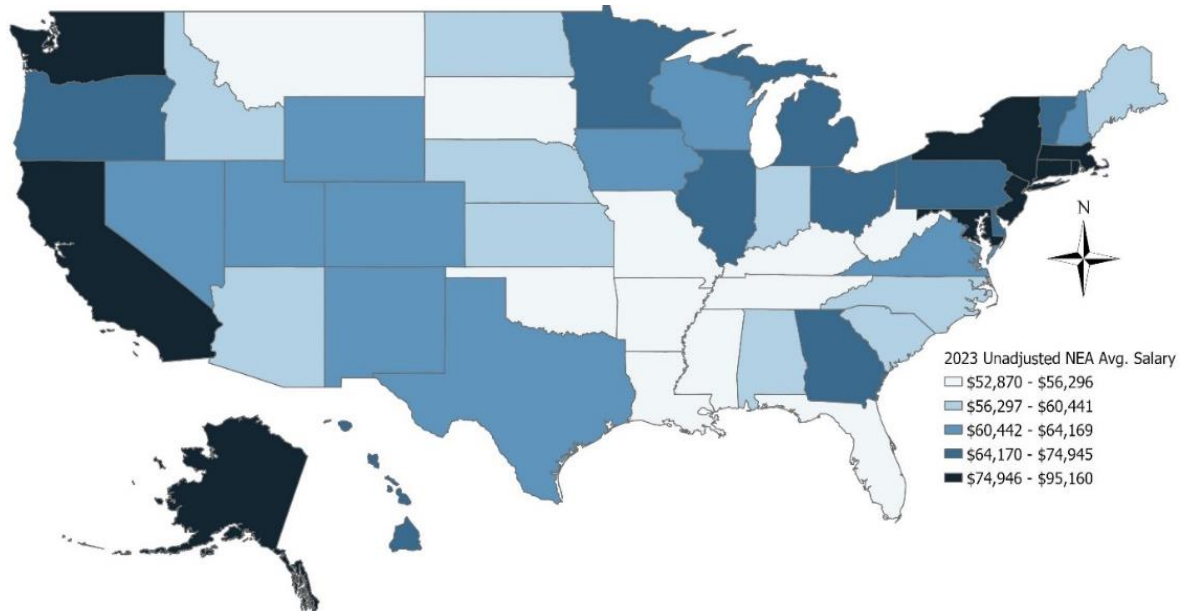 N
2023 Unadjusted NEA Avg. Salary
$52,870 - $56,296
$56,297 - $60,441
$60,442 - $64,169
$64,170 - $74,945
$74,946 - $95,160